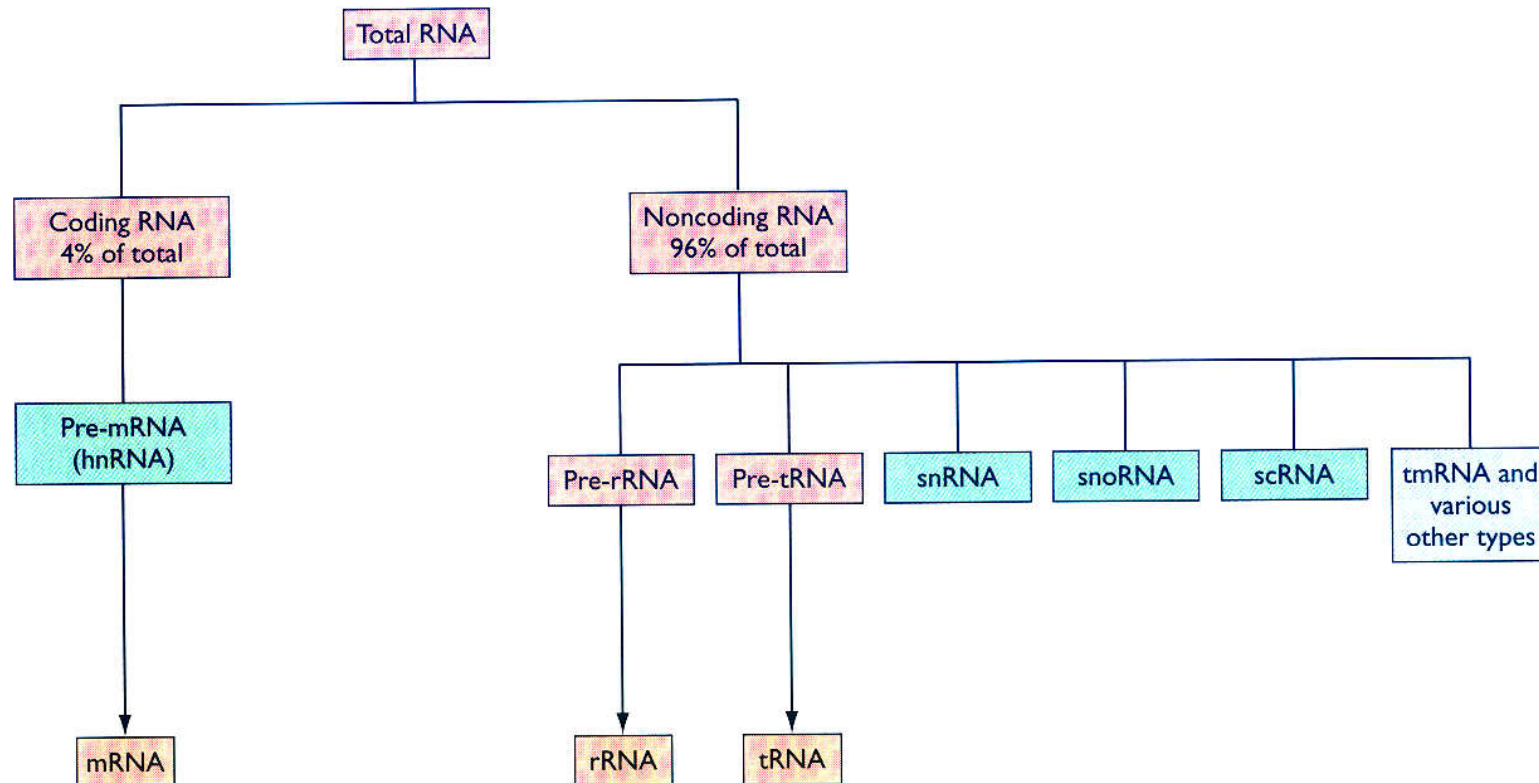 Total RNA
Coding RNA
4% of total
Noncoding RNA
96% of total
Pre-mRNA
(hnRNA)
Pre-rRNA
Pre-tRNA
snRNA
snoRNA
scRNA
tmRNA and
various
other types
mRNA
rRNA
tRNA